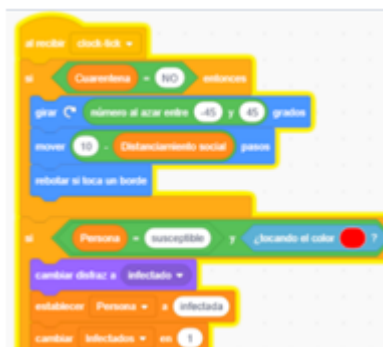 al recibir clock-tick
si Cuarentena = NO entonces
girar número al azar entre -45 y 45 grados
mover 10 - Distanciamiento social pasos
rebotar si toca un borde
si Persona = susceptible y ¿tocando el color ?
cambiar disfraz a infectado
establecer Persona a infectada
cambiar Infectados en 1